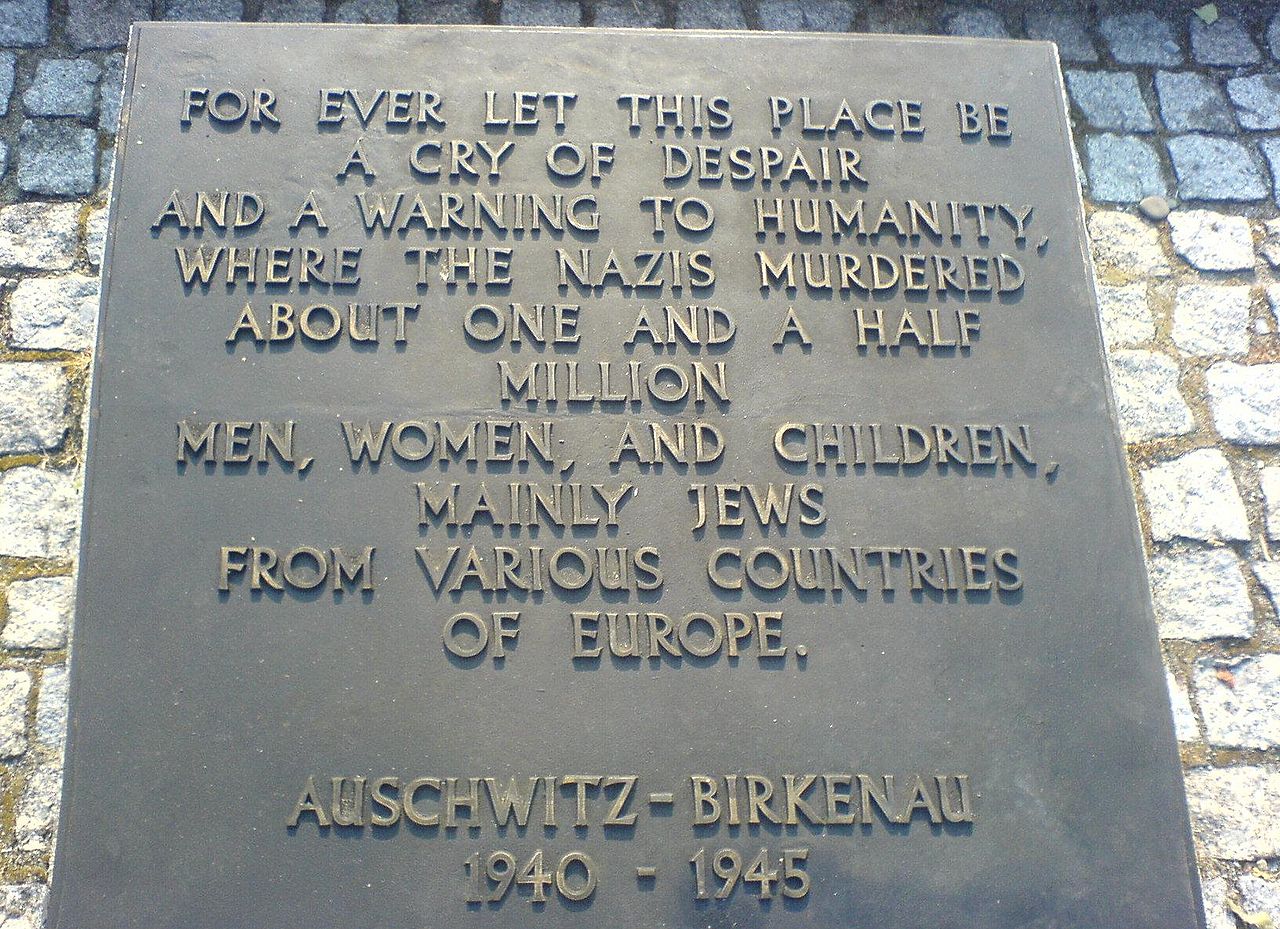 FOR EVER LET THIS PLACE BE
A CRY OF DESPAIR
AND A WARNING TO HUMANITY,
WHERE THE NAZIS MURDERED
ABOUT ONE AND A HALF
MILLION
MEN, WOMEN, AND CHILDREN,
MAINLY JEWS
FROM VARIOUS COUNTRIES
OF EUROPE.
AUSCHWITZ - BIRKENAU
1940 - 1945